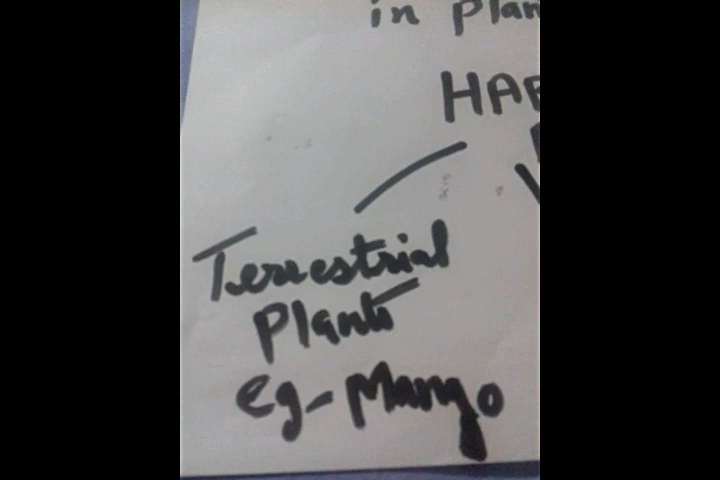 in Plan
HAB
Terrestrial
Plants
eg- Mango